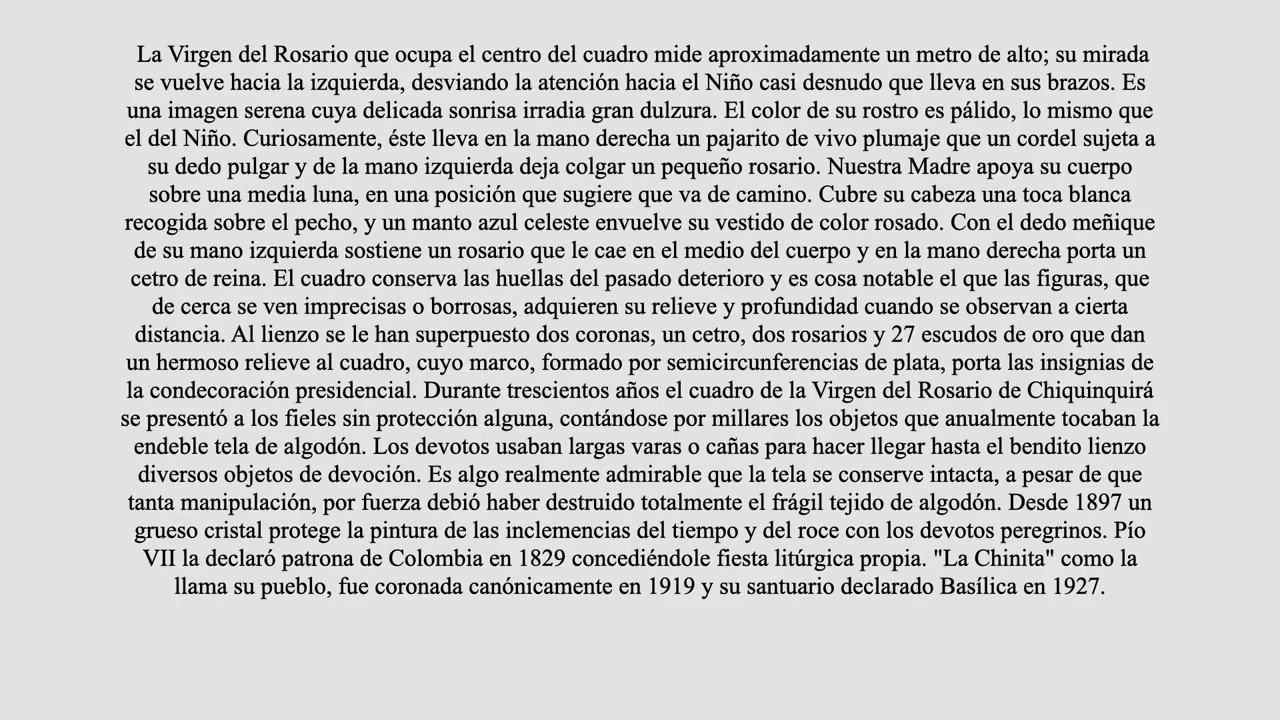 La Virgen del Rosario que ocupa el centro del cuadro mide aproximadamente un metro de alto; su mirada
se vuelve hacia la izquierda, desviando la atención hacia el Niño casi desnudo que lleva en sus brazos. Es
una imagen serena cuya delicada sonrisa irradia gran dulzura. El color de su rostro es pálido, lo mismo que
el del Niño. Curiosamente, éste lleva en la mano derecha un pajarito de vivo plumaje que un cordel sujeta a
su dedo pulgar y de la mano izquierda deja colgar un pequeño rosario. Nuestra Madre apoya su cuerpo
sobre una media luna, en una posición que sugiere que va de camino. Cubre su cabeza una toca blanca
recogida sobre el pecho, y un manto azul celeste envuelve su vestido de color rosado. Con el dedo meñique
de su mano izquierda sostiene un rosario que le cae en el medio del cuerpo y en la mano derecha porta un
cetro de reina. El cuadro conserva las huellas del pasado deterioro y es cosa notable el que las figuras, que
de cerca se ven imprecisas o borrosas, adquieren su relieve y profundidad cuando se observan a cierta
distancia. Al lienzo se le han superpuesto dos coronas, un cetro, dos rosarios y 27 escudos de oro que dan
un hermoso relieve al cuadro, cuyo marco, formado por semicircunferencias de plata, porta las insignias de
la condecoración presidencial. Durante trescientos años el cuadro de la Virgen del Rosario de Chiquinquirá
se presentó a los fieles sin protección alguna, contándose por millares los objetos que anualmente tocaban la
endeble tela de algodón. Los devotos usaban largas varas o cañas para hacer llegar hasta el bendito lienzo
diversos objetos de devoción. Es algo realmente admirable que la tela se conserve intacta, a pesar de que
tanta manipulación, por fuerza debió haber destruido totalmente el frágil tejido de algodón. Desde 1897 un
grueso cristal protege la pintura de las inclemencias del tiempo y del roce con los devotos peregrinos. Pío
VII la declaró patrona de Colombia en 1829 concediéndole fiesta litúrgica propia. "La Chinita" como la
llama su pueblo, fue coronada canónicamente en 1919 y su santuario declarado Basílica en 1927.